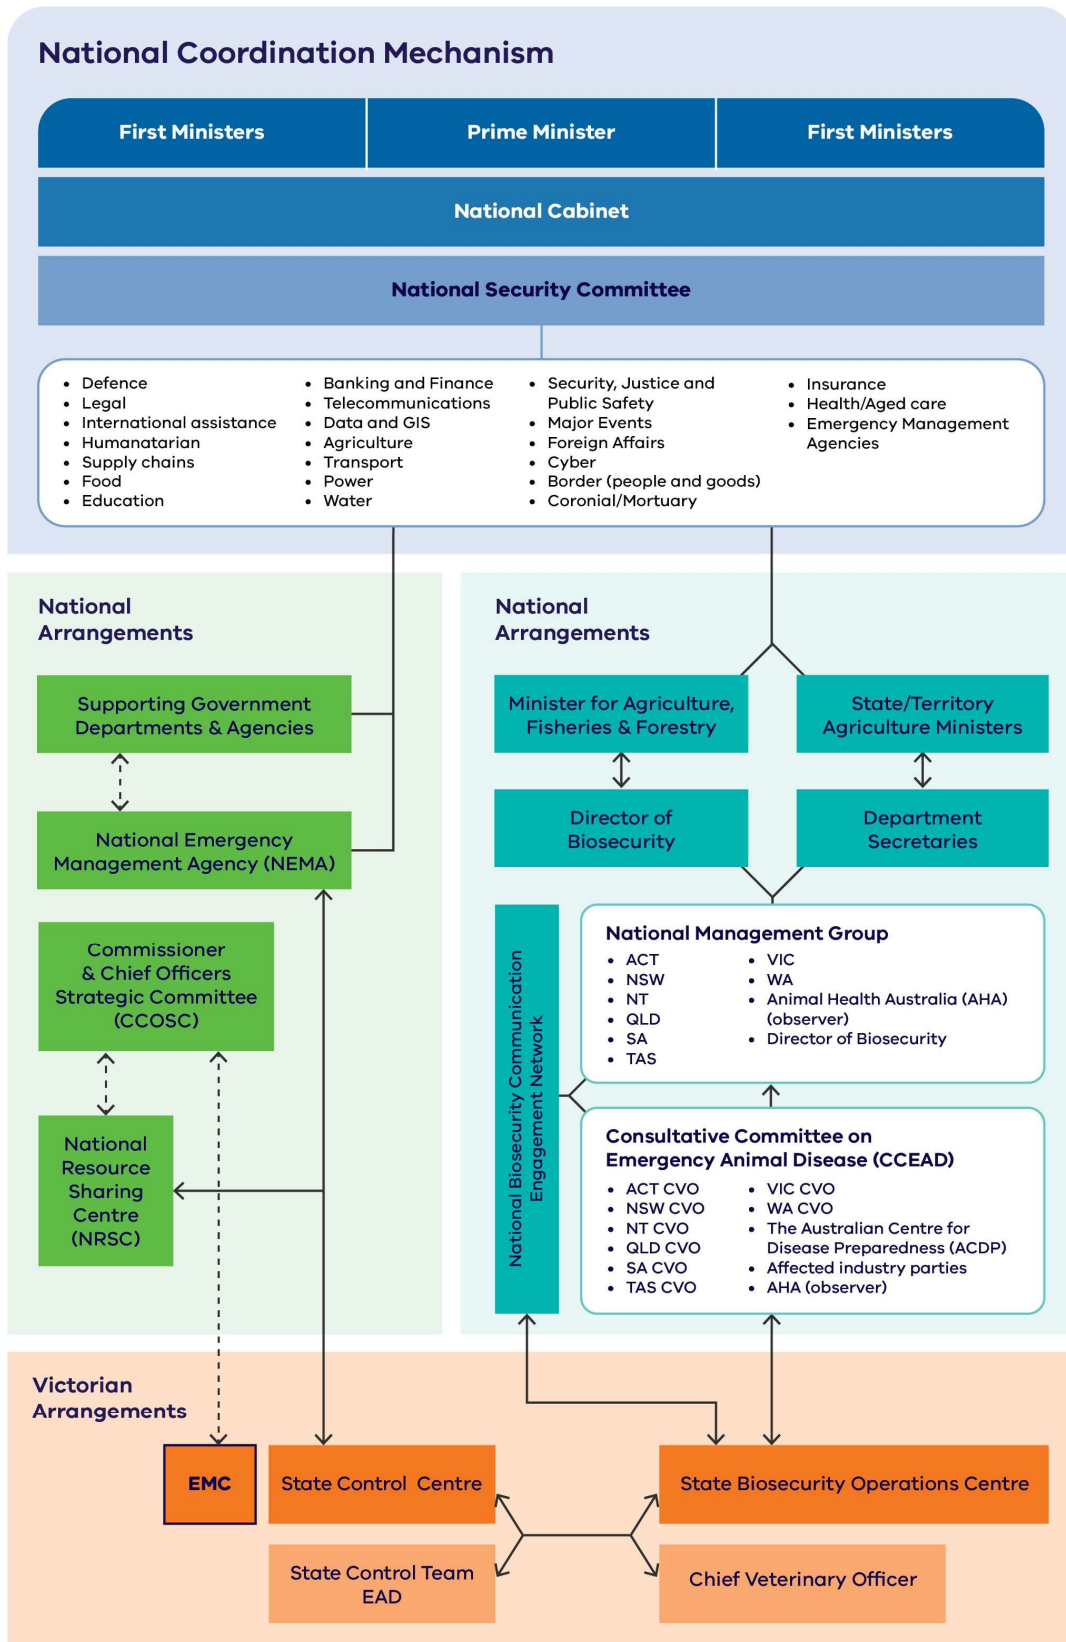 National Coordination Mechanism
First Ministers
Prime Minister
First Ministers
National Cabinet
National Security Committee
• Defence
• Legal
• International assistance
• Humanatarian
• Supply chains
• Food
• Education
• Banking and Finance
• Telecommunications
• Data and GIS
• Agriculture
• Transport
• Power
• Water
• Security, Justice and
Public Safety
• Major Events
• Foreign Affairs
• Cyber
• Border (people and goods)
• Coronial/Mortuary
• Insurance
• Health/Aged care
• Emergency Management
Agencies
National
Arrangements
Supporting Government
Departments & Agencies
National Emergency
Management Agency (NEMA)
Commissioner
& Chief Officers
Strategic Committee
(CCOSC)
National
Resource
Sharing
Centre
(NRSC)
National
Arrangements
Minister for Agriculture,
Fisheries & Forestry
State/Territory
Agriculture Ministers
Director of
Biosecurity
Department
Secretaries
National Biosecurity Communication
Engagement Network
National Management Group
• ACT
• NSW
• NT
• QLD
• SA
• TAS
• VIC
• WA
• Animal Health Australia (AHA)
(observer)
• Director of Biosecurity
Consultative Committee on
Emergency Animal Disease (CCEAD)
• ACT CVO
• NSW CVO
• NT CVO
• QLD CVO
• SA CVO
• TAS CVO
• VIC CVO
• WA CVO
• The Australian Centre for
Disease Preparedness (ACDP)
• Affected industry parties
• AHA (observer)
Victorian
Arrangements
EMC
State Control Centre
State Biosecurity Operations Centre
State Control Team
EAD
Chief Veterinary Officer